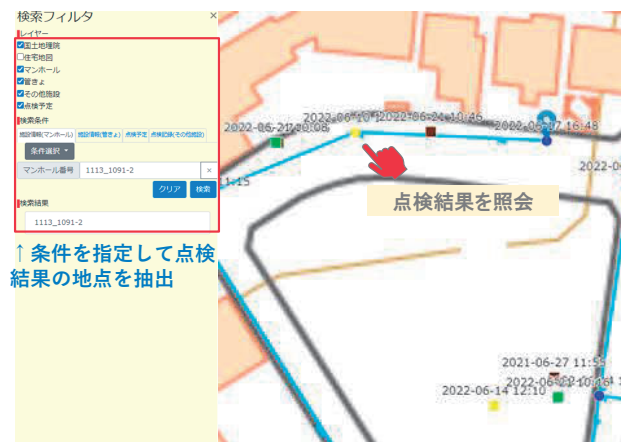 検索フィルタ ×
レイヤー
国土地理院
住宅地図
マンホール
管きょ
その他施設
点検予定
検索条件
施設情報(マンホール) 施設情報(管きょ) 点検予定 点検記録(その他施設)
条件選択
マンホール番号 1113_1091-2 ×
クリア 検索
検索結果
1113_1091-2
↑条件を指定して点検
結果の地点を抽出
2022-06-21
2022-06-10
2022-06-21 10:46
2022-06-17 16:48
11:15
点検結果を照会
2021-06-27 11:55
2022-06-14 12:10